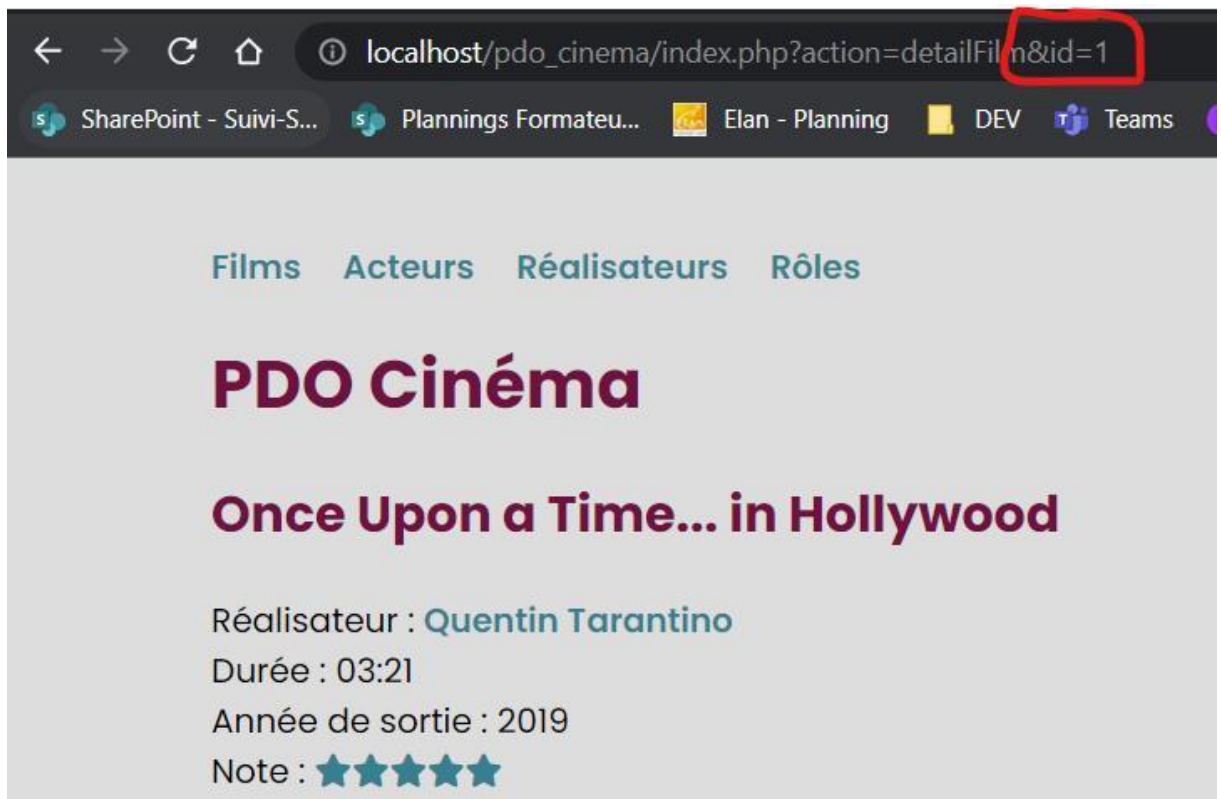 localhost/pdo_cinema/index.php?action=detailFilm&id=1
SharePoint - Suivi-S... Plannings Formateu... Elan - Planning DEV Teams
Films Acteurs Réalisateurs Rôles
PDO Cinéma
Once Upon a Time... in Hollywood
Réalisateur : Quentin Tarantino
Durée : 03:21
Année de sortie : 2019
Note :